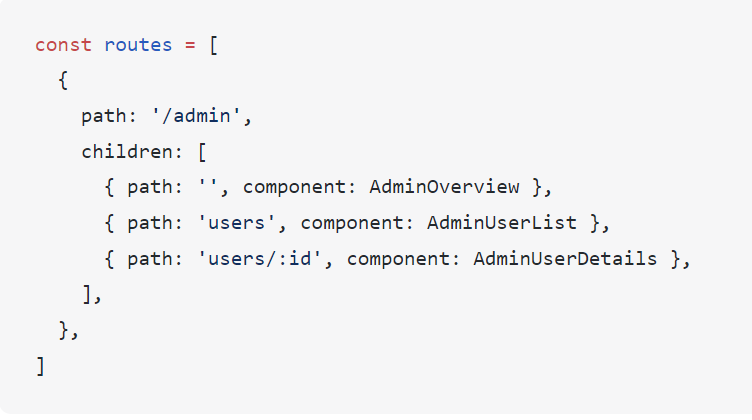 const routes = [
  {
    path: '/admin',
    children: [
      { path: '', component: AdminOverview },
      { path: 'users', component: AdminUserList },
      { path: 'users/:id', component: AdminUserDetails },
    ],
  },
]